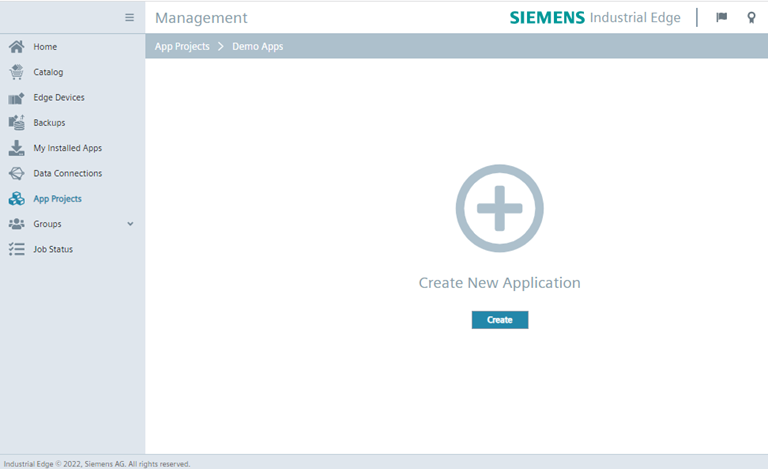 Management
SIEMENS Industrial Edge
App Projects Demo Apps
Home
Catalog
Edge Devices
Backups
My Installed Apps
Data Connections
App Projects
Groups
Job Status
Create New Application
Create
Industrial Edge © 2022, Siemens AG. All rights reserved.